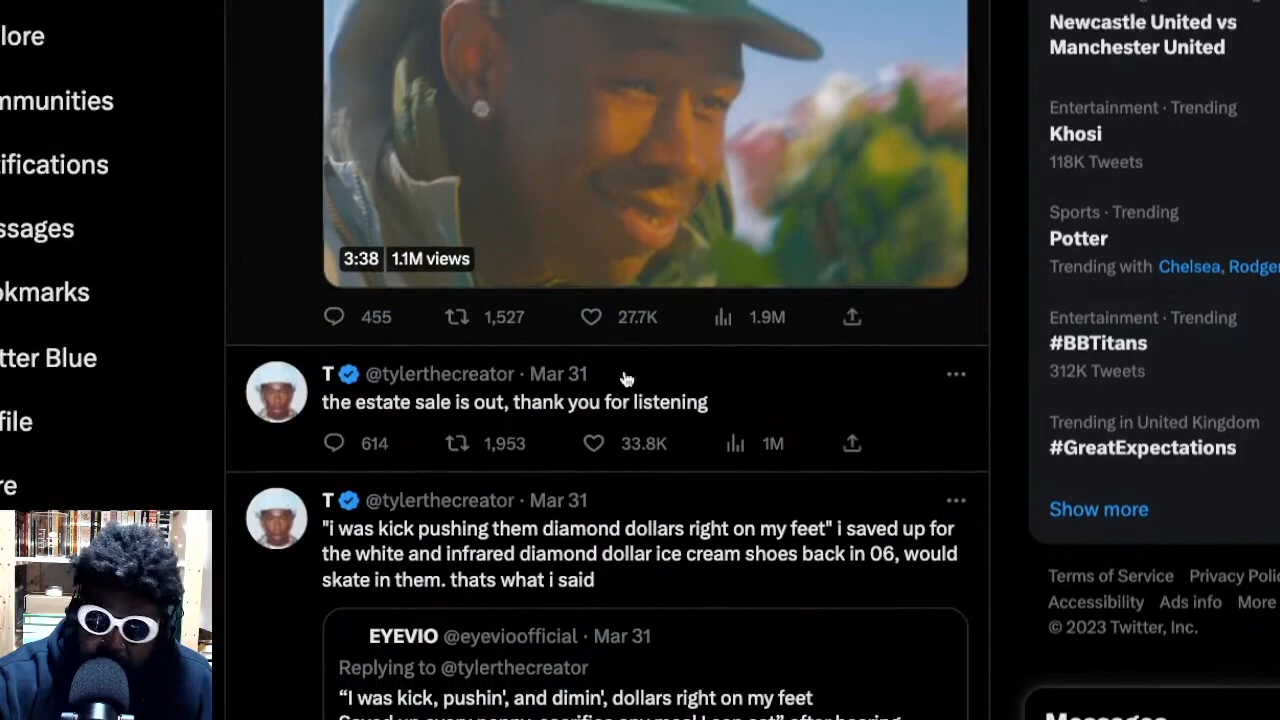 lore
mmunities
tifications
ssages
okmarks
tter Blue
file
re
3:38 1.1M views
455 1,527 27.7K 1.9M
T @tylerthecreator · Mar 31
the estate sale is out, thank you for listening
614 1,953 33.8K 1M
T @tylerthecreator · Mar 31
"i was kick pushing them diamond dollars right on my feet" i saved up for
the white and infrared diamond dollar ice cream shoes back in 06, would
skate in them. thats what i said
EYEVIO @eyevioofficial · Mar 31
Replying to @tylerthecreator
“I was kick, pushin', and dimin', dollars right on my feet
Newcastle United vs
Manchester United
Entertainment · Trending
Khosi
118K Tweets
Sports · Trending
Potter
Trending with Chelsea, Rodger
Entertainment · Trending
#BBTitans
312K Tweets
Trending in United Kingdom
#GreatExpectations
Show more
Terms of Service Privacy Polic
Accessibility Ads info More
© 2023 Twitter, Inc.
Messages